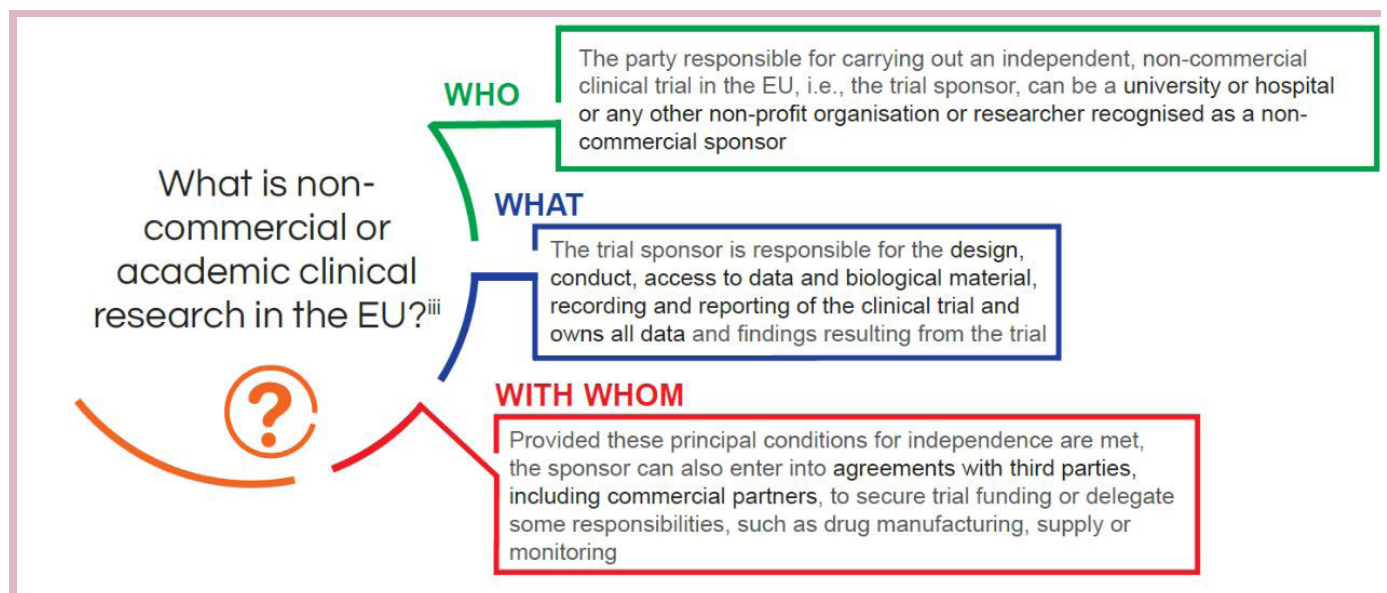 What is non-
commercial or
academic clinical
research in the EU?iii
?
WHO
The party responsible for carrying out an independent, non-commercial
clinical trial in the EU, i.e., the trial sponsor, can be a university or hospital
or any other non-profit organisation or researcher recognised as a non-
commercial sponsor
WHAT
The trial sponsor is responsible for the design,
conduct, access to data and biological material,
recording and reporting of the clinical trial and
owns all data and findings resulting from the trial
WITH WHOM
Provided these principal conditions for independence are met,
the sponsor can also enter into agreements with third parties,
including commercial partners, to secure trial funding or delegate
some responsibilities, such as drug manufacturing, supply or
monitoring